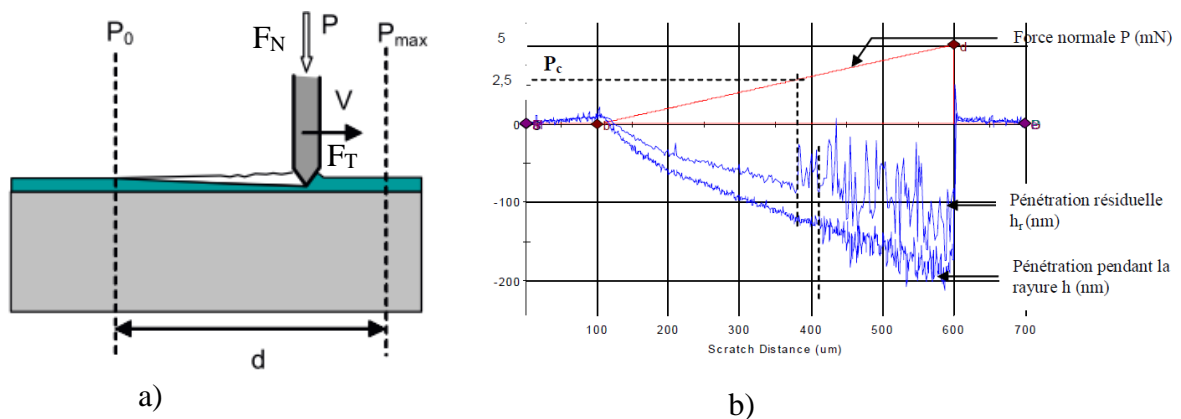 P0
FN
P
Pmax
V
FT
d
a)
5
2,5
0
-100
-200
Pc
d
100
200
300
400
500
600
700
Scratch Distance (um)
Force normale P (mN)
Pénétration résiduelle
hr (nm)
Pénétration pendant la
rayure h (nm)
b)